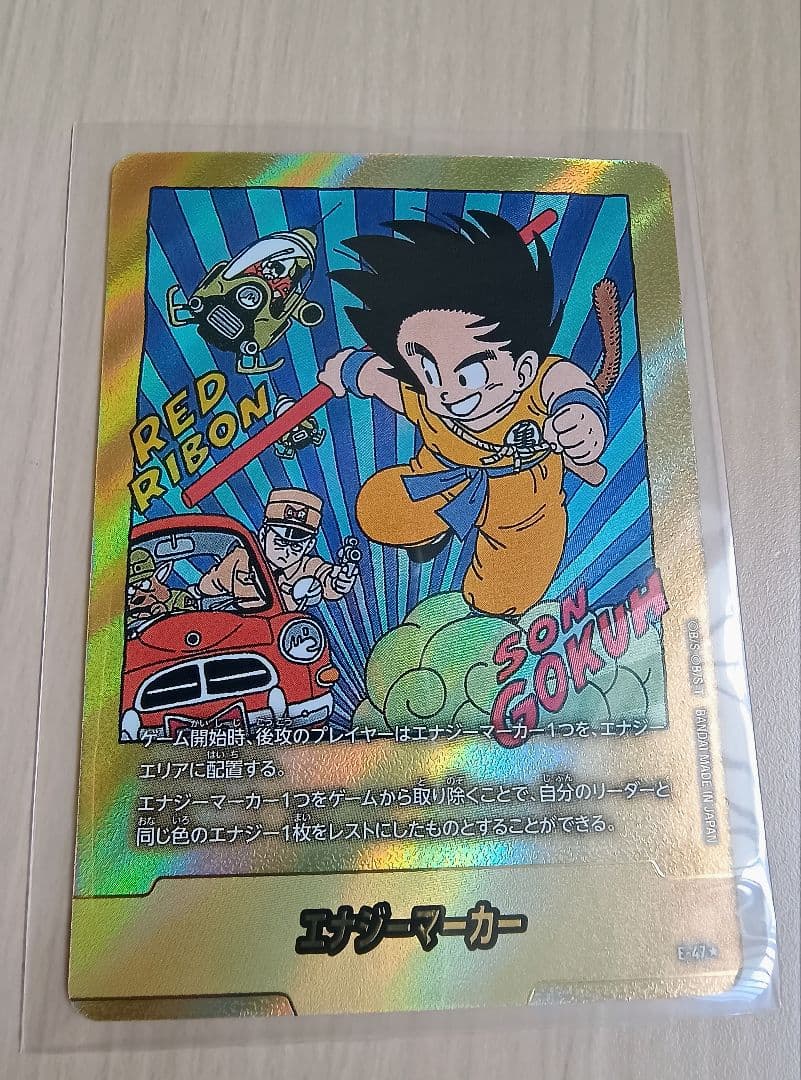 RED
RIBON
SON
GOKUH
ゲーム開始時、後攻のプレイヤーはエナジーマーカー1つを、エナジー
エリアに配置する。
エナジーマーカー1つをゲームから取り除くことで、自分のリーダーと
同じ色のエナジー1枚をレストにしたものとすることができる。
エナジーマーカー
E-47★
©B/S ©B/S・T BANDAI MADE IN JAPAN